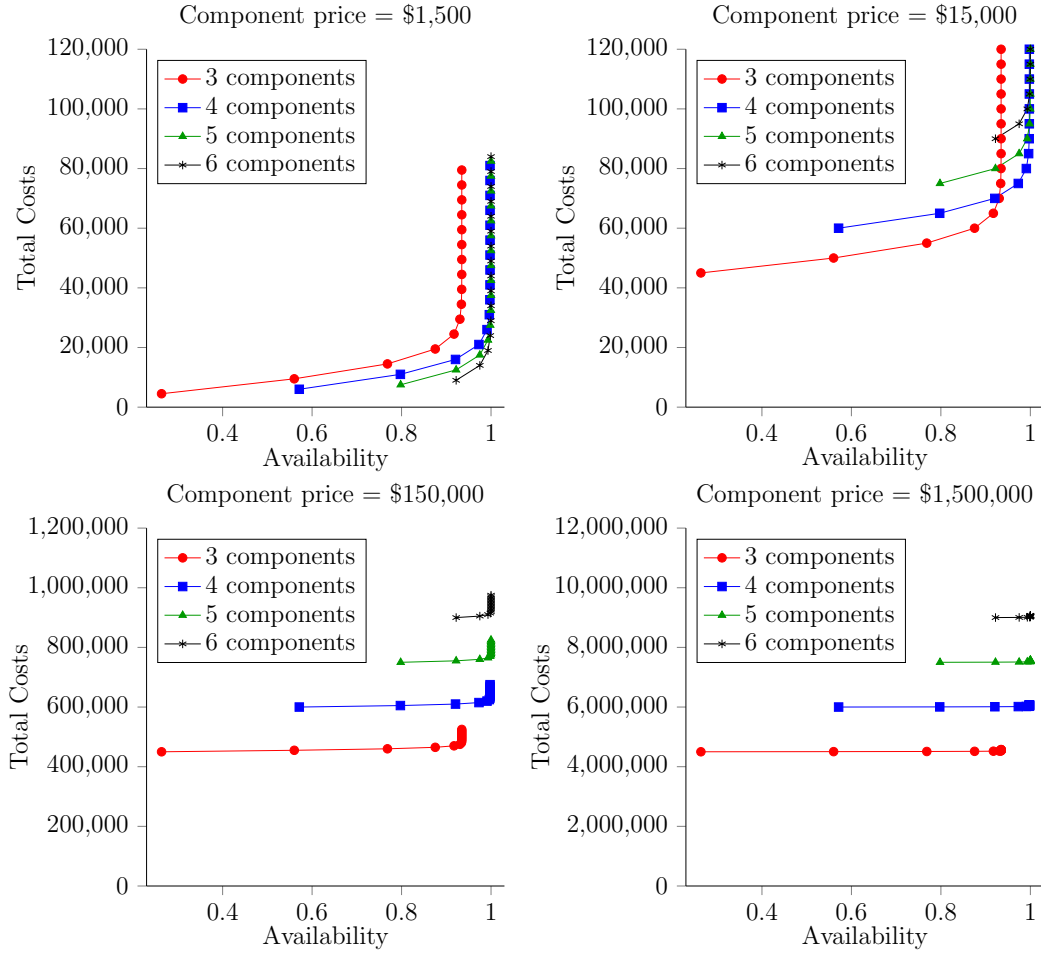 Component price = $1,500
120,000
100,000
80,000
60,000
40,000
20,000
0
Total Costs
3 components
4 components
5 components
6 components
0.4 0.6 0.8 1
Availability
Component price = $15,000
120,000
100,000
80,000
60,000
40,000
20,000
0
Total Costs
3 components
4 components
5 components
6 components
0.4 0.6 0.8 1
Availability
Component price = $150,000
1,200,000
1,000,000
800,000
600,000
400,000
200,000
0
Total Costs
3 components
4 components
5 components
6 components
0.4 0.6 0.8 1
Availability
Component price = $1,500,000
12,000,000
10,000,000
8,000,000
6,000,000
4,000,000
2,000,000
0
Total Costs
3 components
4 components
5 components
6 components
0.4 0.6 0.8 1
Availability